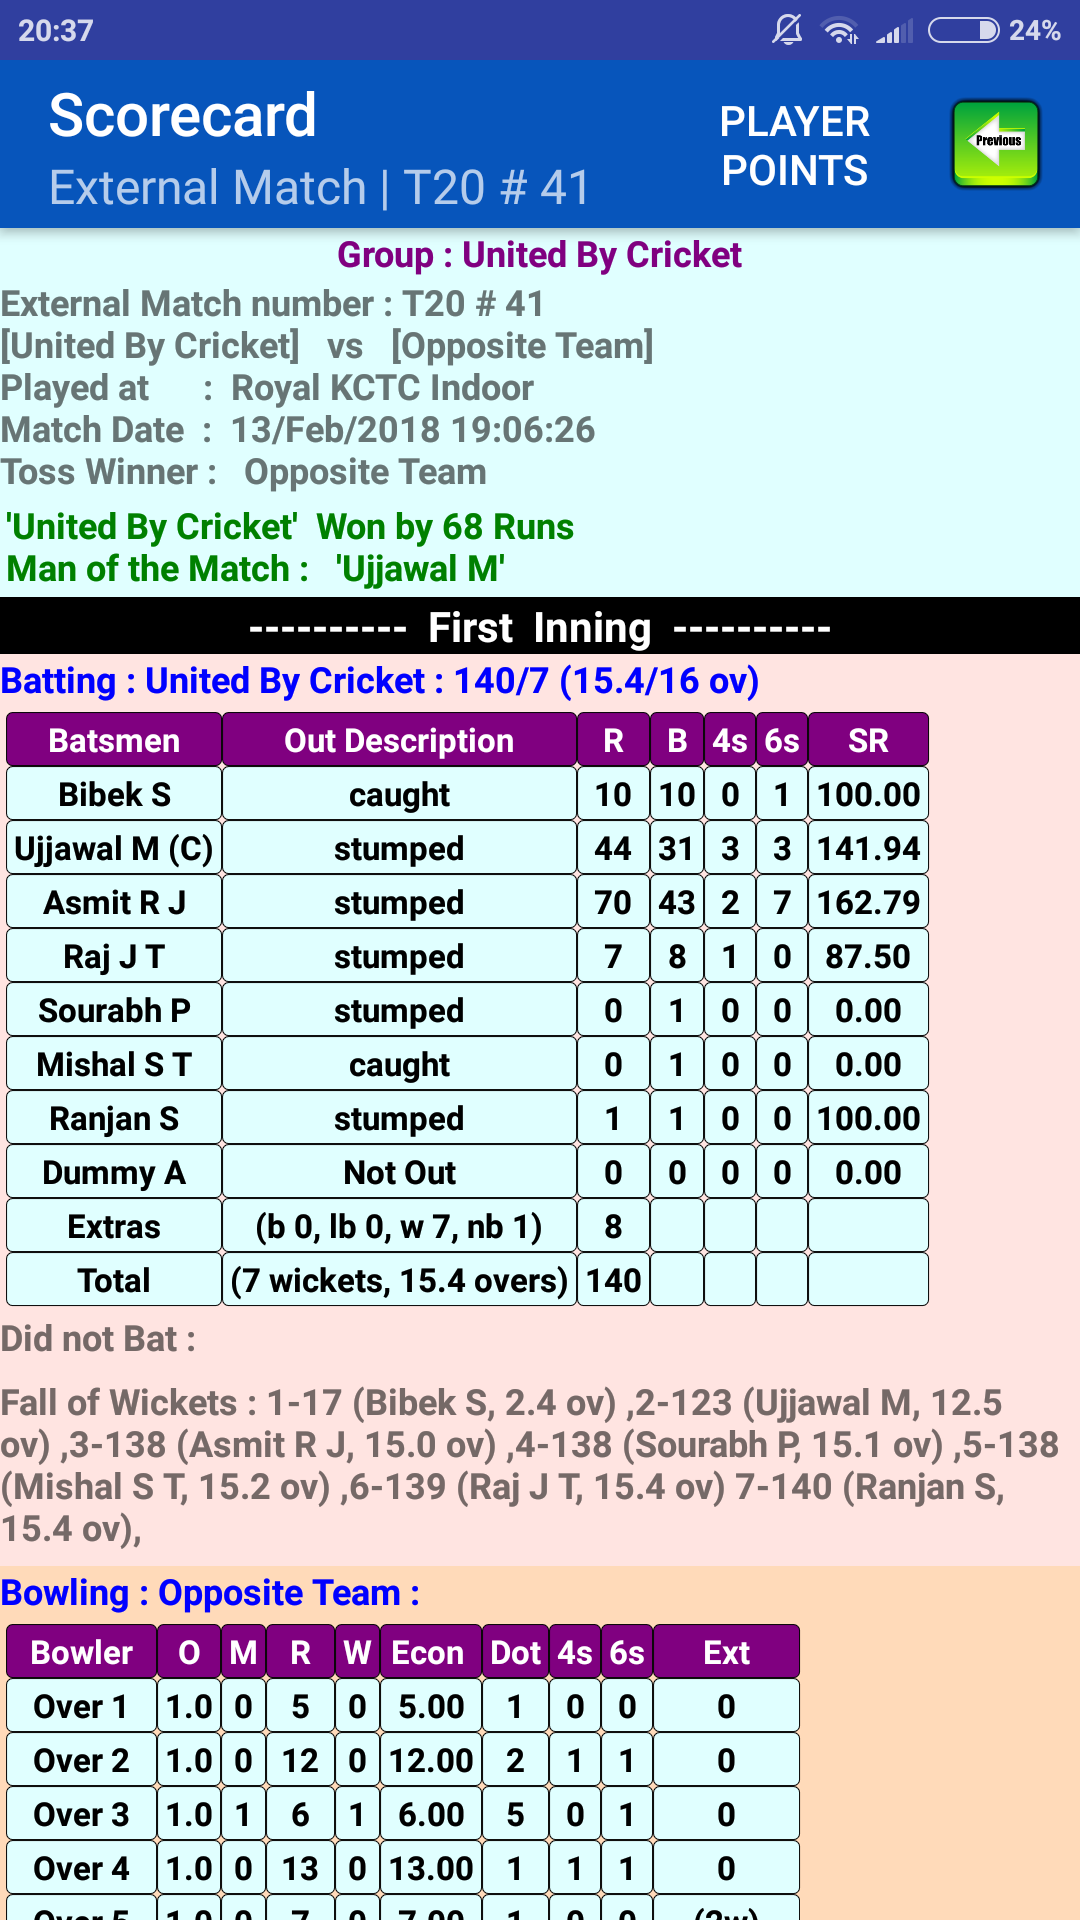 20:37 24%
Scorecard
External Match | T20 # 41
PLAYER
POINTS
Previous
Group : United By Cricket
External Match number : T20 # 41
[United By Cricket] vs [Opposite Team]
Played at : Royal KCTC Indoor
Match Date : 13/Feb/2018 19:06:26
Toss Winner : Opposite Team
'United By Cricket' Won by 68 Runs
Man of the Match : 'Ujjawal M'
---------- First Inning ----------
Batting : United By Cricket : 140/7 (15.4/16 ov)
Batsmen Out Description R B 4s 6s SR
Bibek S caught 10 10 0 1 100.00
Ujjawal M (C) stumped 44 31 3 3 141.94
Asmit R J stumped 70 43 2 7 162.79
Raj J T stumped 7 8 1 0 87.50
Sourabh P stumped 0 1 0 0 0.00
Mishal S T caught 0 1 0 0 0.00
Ranjan S stumped 1 1 0 0 100.00
Dummy A Not Out 0 0 0 0 0.00
Extras (b 0, lb 0, w 7, nb 1) 8
Total (7 wickets, 15.4 overs) 140
Did not Bat :
Fall of Wickets : 1-17 (Bibek S, 2.4 ov) ,2-123 (Ujjawal M, 12.5
ov) ,3-138 (Asmit R J, 15.0 ov) ,4-138 (Sourabh P, 15.1 ov) ,5-138
(Mishal S T, 15.2 ov) ,6-139 (Raj J T, 15.4 ov) 7-140 (Ranjan S,
15.4 ov),
Bowling : Opposite Team :
Bowler O M R W Econ Dot 4s 6s Ext
Over 1 1.0 0 5 0 5.00 1 0 0 0
Over 2 1.0 0 12 0 12.00 2 1 1 0
Over 3 1.0 1 6 1 6.00 5 0 1 0
Over 4 1.0 0 13 0 13.00 1 1 1 0
Over 5 1.0 0 7 0 7.00 1 0 0 (2w)